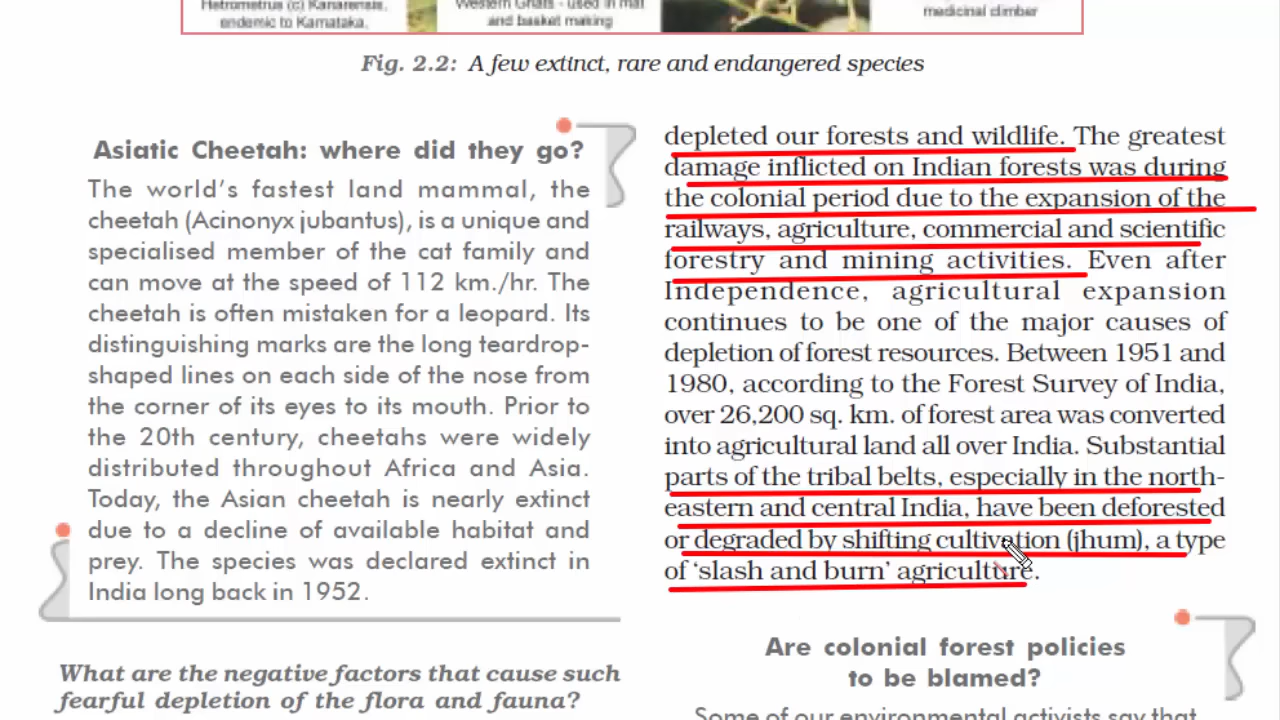 Hetrometrus (c) Kanarensis,
endemic to Karnataka.
Western Ghats - used in mat
and basket making
medicinal climber
Fig. 2.2: A few extinct, rare and endangered species
Asiatic Cheetah: where did they go?
The world's fastest land mammal, the
cheetah (Acinonyx jubantus), is a unique and
specialised member of the cat family and
can move at the speed of 112 km./hr. The
cheetah is often mistaken for a leopard. Its
distinguishing marks are the long teardrop-
shaped lines on each side of the nose from
the corner of its eyes to its mouth. Prior to
the 20th century, cheetahs were widely
distributed throughout Africa and Asia.
Today, the Asian cheetah is nearly extinct
due to a decline of available habitat and
prey. The species was declared extinct in
India long back in 1952.
What are the negative factors that cause such
fearful depletion of the flora and fauna?
depleted our forests and wildlife. The greatest
damage inflicted on Indian forests was during
the colonial period due to the expansion of the
railways, agriculture, commercial and scientific
forestry and mining activities. Even after
Independence, agricultural expansion
continues to be one of the major causes of
depletion of forest resources. Between 1951 and
1980, according to the Forest Survey of India,
over 26,200 sq. km. of forest area was converted
into agricultural land all over India. Substantial
parts of the tribal belts, especially in the north-
eastern and central India, have been deforested
or degraded by shifting cultivation (jhum), a type
of 'slash and burn' agriculture.
Are colonial forest policies
to be blamed?
Some of our environmental activists say that